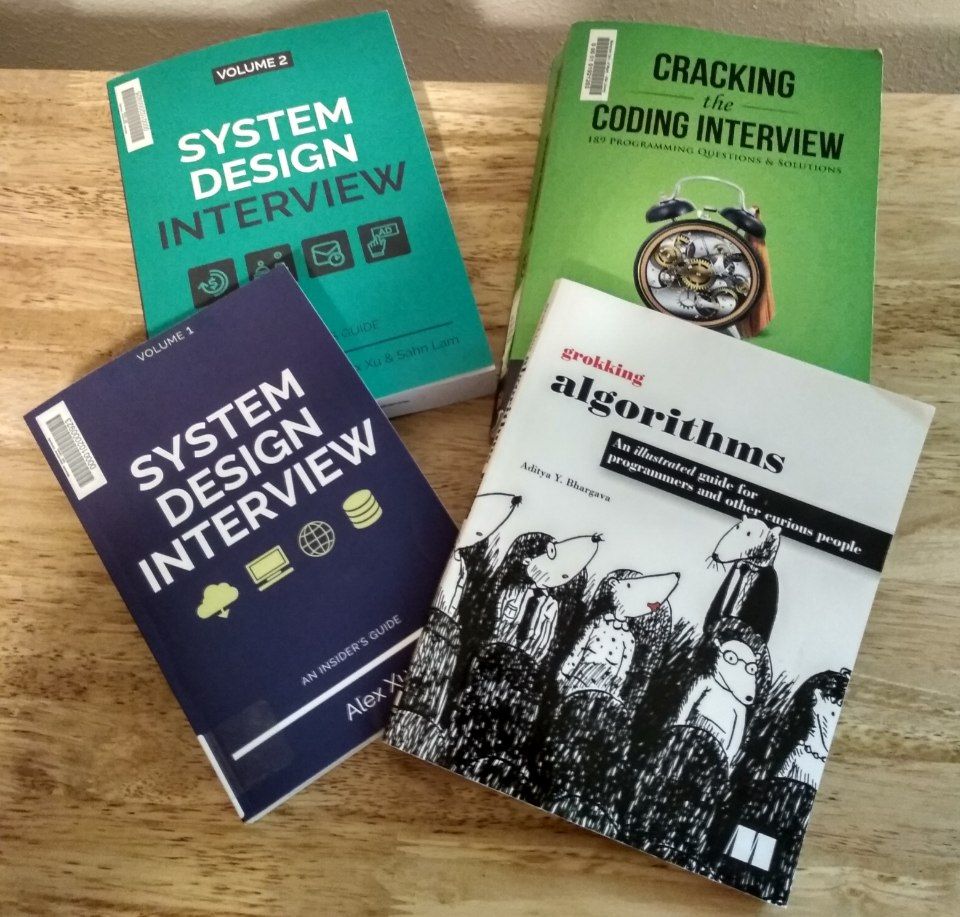 VOLUME 2
SYSTEM
DESIGN
INTERVIEW
AD
GUIDE
Xu & Sahn Lam
CRACKING
the
CODING INTERVIEW
189 PROGRAMMING QUESTIONS & SOLUTIONS
VOLUME 1
SYSTEM
DESIGN
INTERVIEW
AN INSIDER'S GUIDE
Alex Xu
grokking
algorithms
An illustrated guide for
programmers and other curious people
Aditya Y. Bhargava